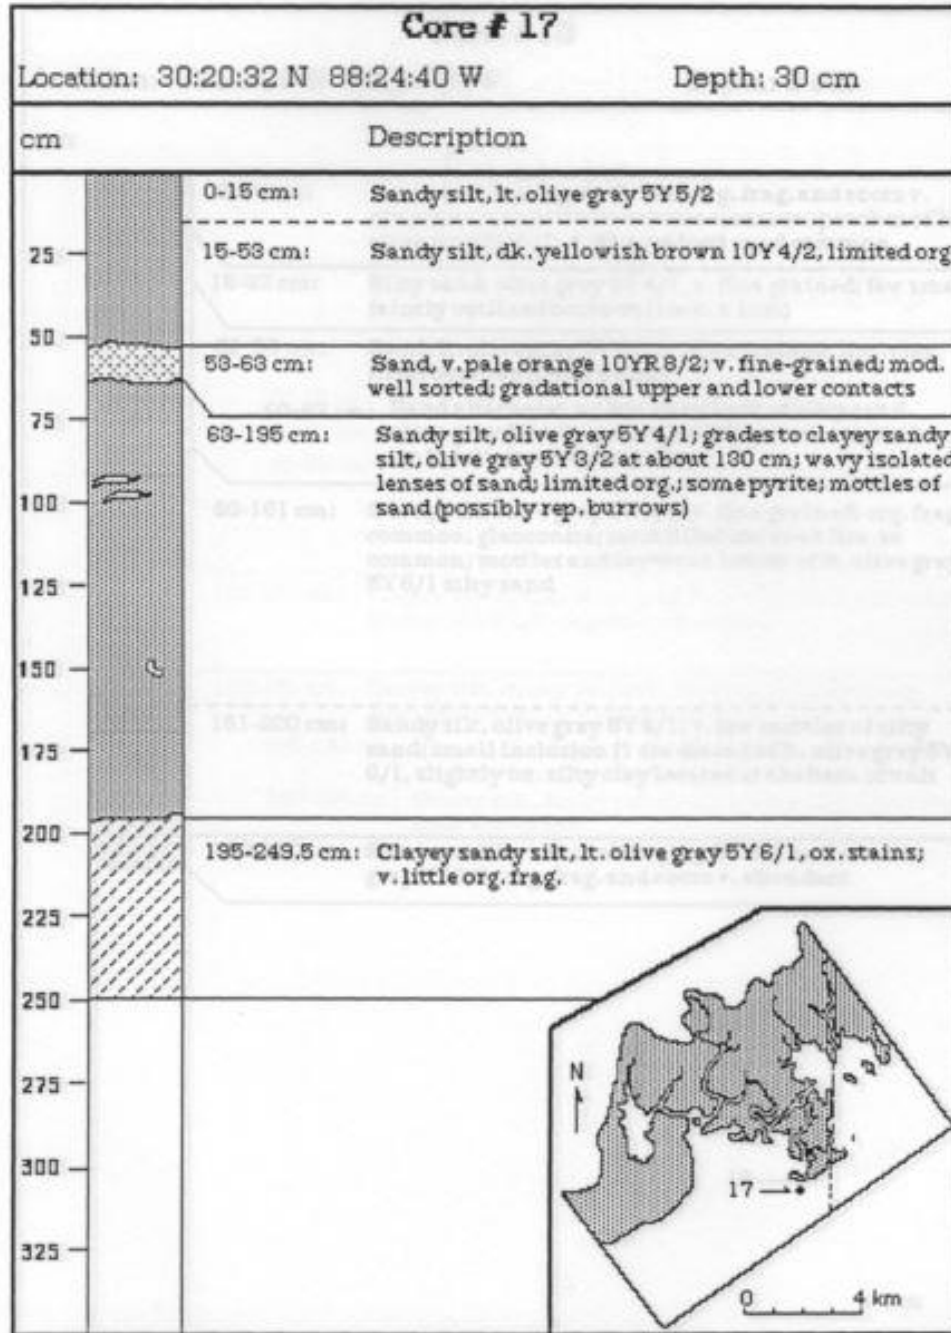 Core # 17
Location: 30:20:32 N 88:24:40 W Depth: 30 cm
cm Description
0-15 cm: Sandy silt, lt. olive gray 5Y 5/2
15-53 cm: Sandy silt, dk. yellowish brown 10Y 4/2, limited org
25
50
53-63 cm: Sand, v. pale orange 10YR 8/2; v. fine-grained; mod.
well sorted; gradational upper and lower contacts
75
63-195 cm: Sandy silt, olive gray 5Y 4/1; grades to clayey sandy
silt, olive gray 5Y 3/2 at about 130 cm; wavy isolated
lenses of sand; limited org.; some pyrite; mottles of
sand (possibly rep. burrows)
100
125
150
175
200
195-249.5 cm: Clayey sandy silt, lt. olive gray 5Y 6/1, ox. stains;
v. little org. frag.
225
250
275
300
325
N
17
0 4 km